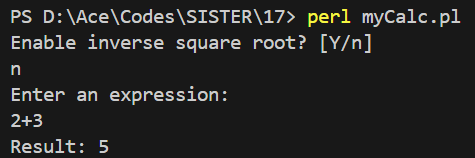 PS D:\Ace\Codes\SISTER\17> perl myCalc.pl
Enable inverse square root? [Y/n]
n
Enter an expression:
2+3
Result: 5